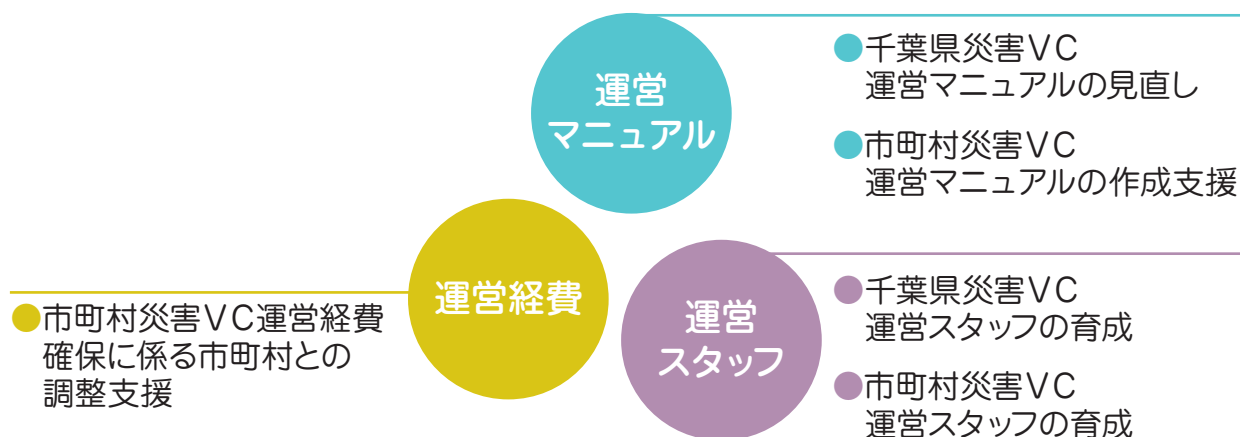 運営
マニュアル
●千葉県災害VC
運営マニュアルの見直し
●市町村災害VC
運営マニュアルの作成支援
運営経費
●市町村災害VC運営経費
確保に係る市町村との
調整支援
運営
スタッフ
●千葉県災害VC
運営スタッフの育成
●市町村災害VC
運営スタッフの育成